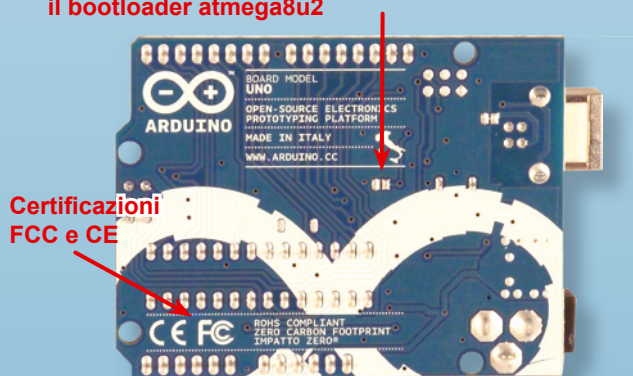 il bootloader atmega8u2
BOARD MODEL
UNO
ARDUINO
OPEN-SOURCE ELECTRONICS
PROTOTYPING PLATFORM
MADE IN ITALY
WWW.ARDUINO.CC
Certificazioni
FCC e CE
CE FC
ROHS COMPLIANT
ZERO CARBON FOOTPRINT
IMPATTO ZERO®